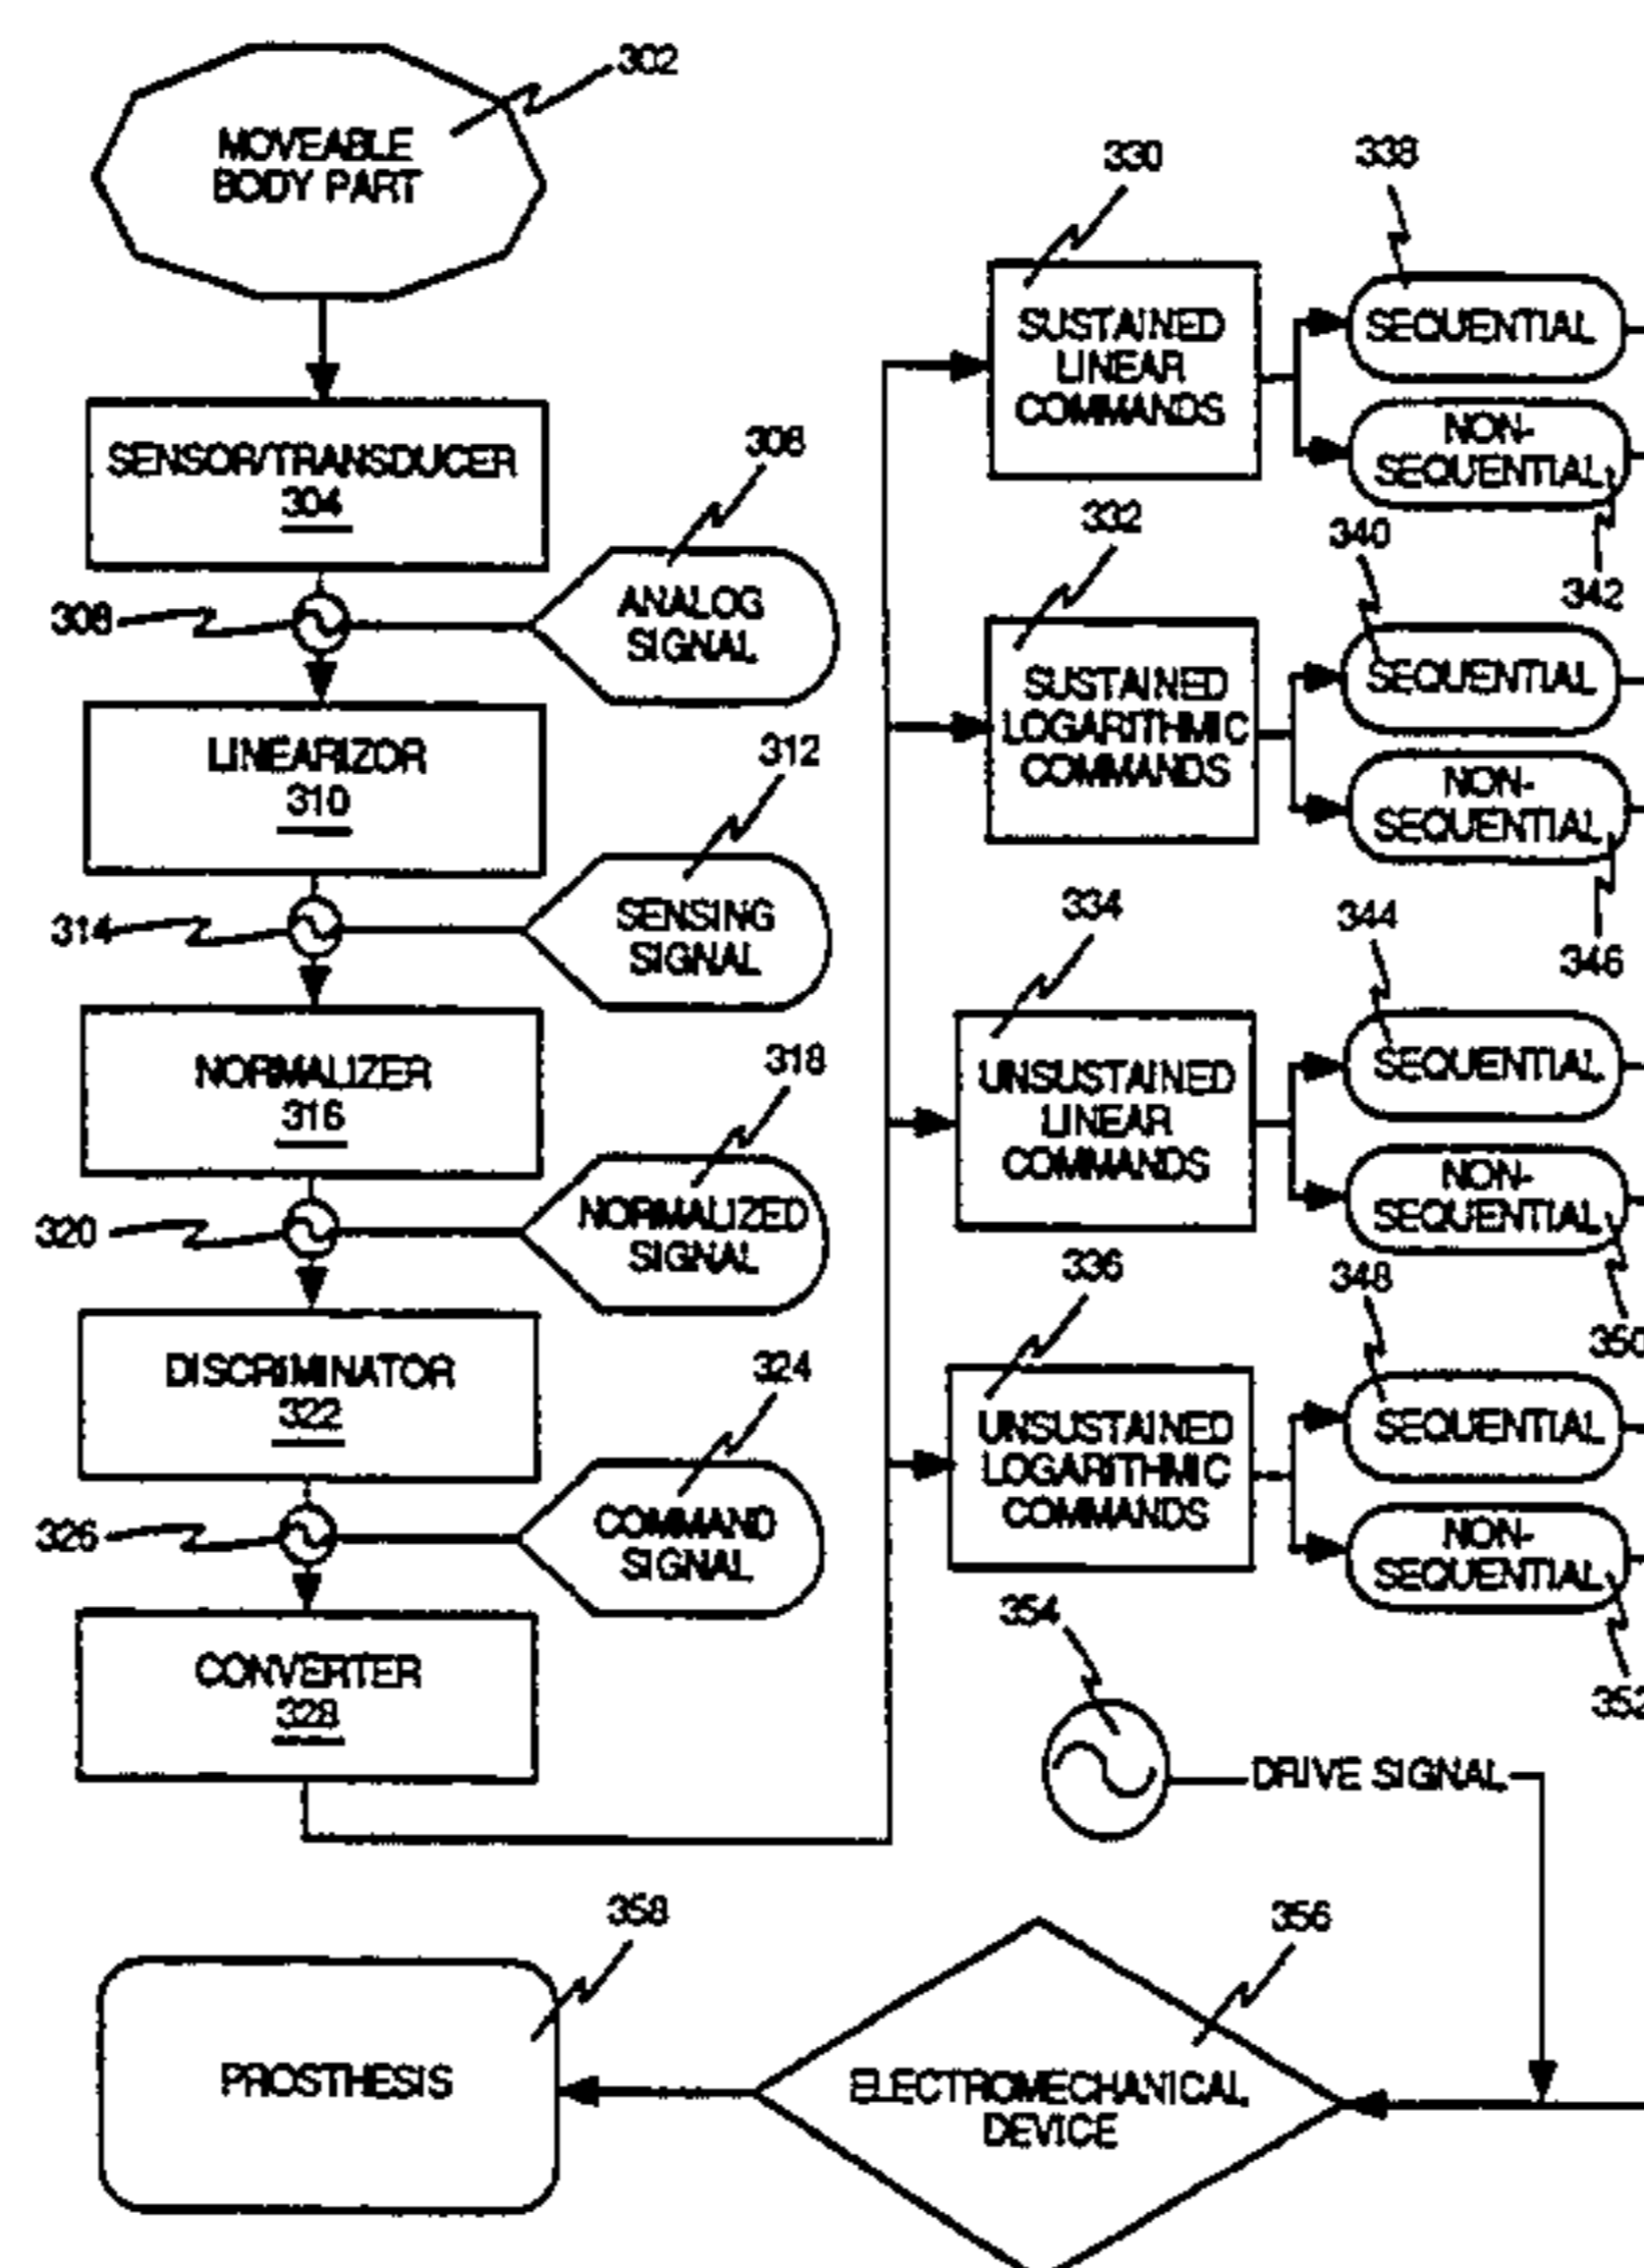 302
MOVEABLE
BODY PART
SENSOR/TRANSDUCER
304
308
308
ANALOG
SIGNAL
LINEARIZOR
310
312
314
SENSING
SIGNAL
NORMALIZER
316
318
320
NORMALIZED
SIGNAL
DISCRIMINATOR
322
324
326
COMMAND
SIGNAL
CONVERTER
328
330
SUSTAINED
LINEAR
COMMANDS
338
SEQUENTIAL
NON-
SEQUENTIAL
342
332
SUSTAINED
LOGARITHMIC
COMMANDS
340
SEQUENTIAL
NON-
SEQUENTIAL
346
334
UNSUSTAINED
LINEAR
COMMANDS
344
SEQUENTIAL
NON-
SEQUENTIAL
350
336
UNSUSTAINED
LOGARITHMIC
COMMANDS
348
SEQUENTIAL
NON-
SEQUENTIAL
352
354
DRIVE SIGNAL
356
ELECTROMECHANICAL
DEVICE
358
PROSTHESIS